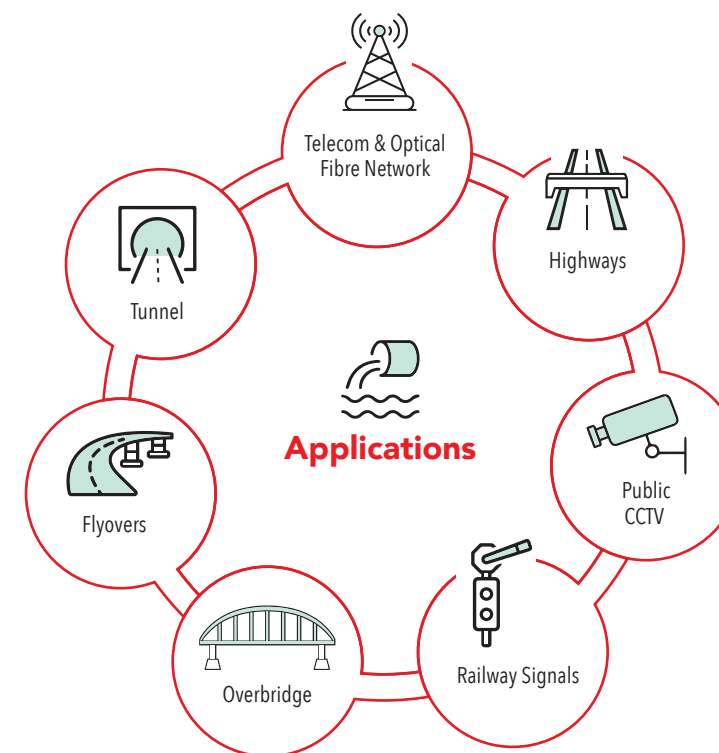 Telecom & Optical
Fibre Network
Highways
Tunnel
Applications
Public
CCTV
Flyovers
Railway Signals
Overbridge